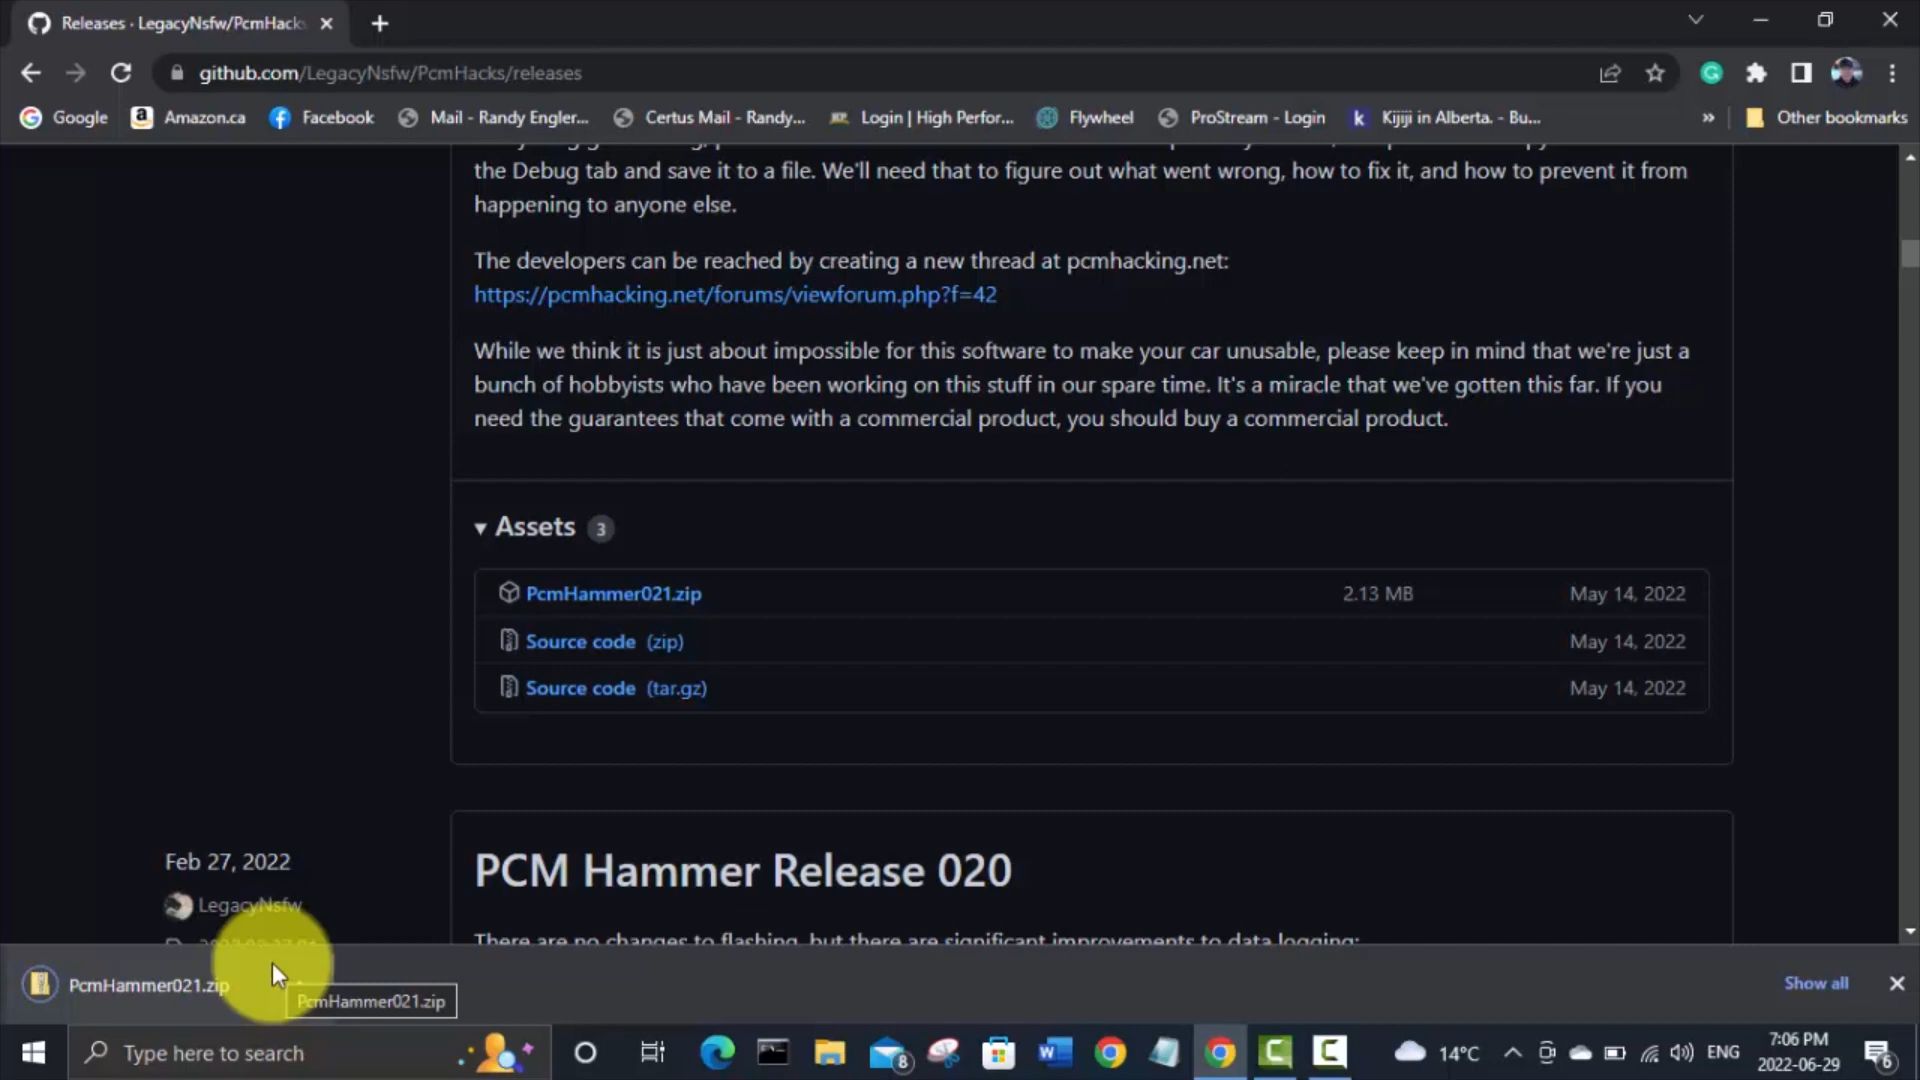 Releases · LegacyNsfw/PcmHack
github.com/LegacyNsfw/PcmHacks/releases
Google
Amazon.ca
Facebook
Mail - Randy Engler...
Certus Mail - Randy...
Login | High Perfor...
Flywheel
ProStream - Login
Kijiji in Alberta. - Bu...
»
Other bookmarks
the Debug tab and save it to a file. We'll need that to figure out what went wrong, how to fix it, and how to prevent it from
happening to anyone else.
The developers can be reached by creating a new thread at pcmhacking.net:
https://pcmhacking.net/forums/viewforum.php?f=42
While we think it is just about impossible for this software to make your car unusable, please keep in mind that we're just a
bunch of hobbyists who have been working on this stuff in our spare time. It's a miracle that we've gotten this far. If you
need the guarantees that come with a commercial product, you should buy a commercial product.
Assets 3
PcmHammer021.zip 2.13 MB May 14, 2022
Source code (zip) May 14, 2022
Source code (tar.gz) May 14, 2022
Feb 27, 2022
LegacyNsfw
PCM Hammer Release 020
There are no changes to flashing, but there are significant improvements to data logging:
PcmHammer021.zip
PcmHammer021.zip
Show all
Type here to search
8
14°C
ENG
7:06 PM
2022-06-29
6